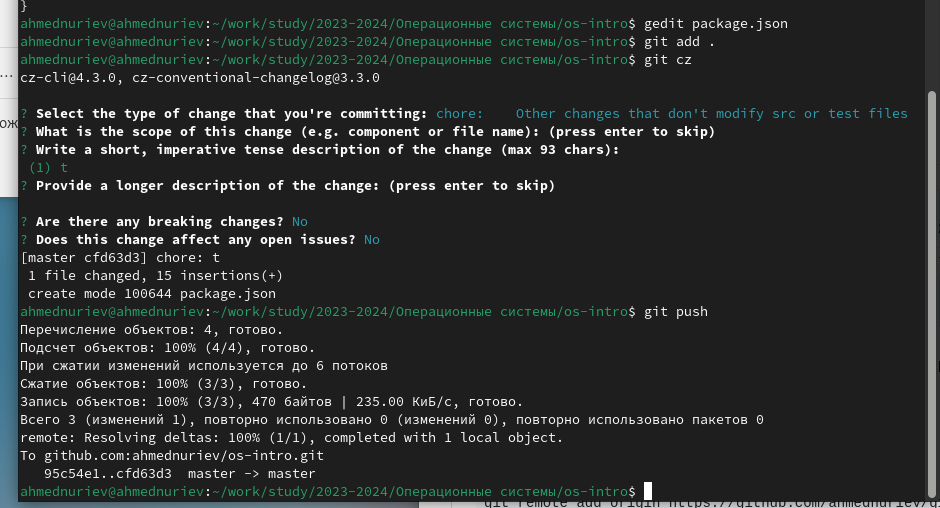 }
ahmednuriev@ahmednuriev:~/work/study/2023-2024/Операционные системы/os-intro$ gedit package.json
ahmednuriev@ahmednuriev:~/work/study/2023-2024/Операционные системы/os-intro$ git add .
ahmednuriev@ahmednuriev:~/work/study/2023-2024/Операционные системы/os-intro$ git cz
cz-cli@4.3.0, cz-conventional-changelog@3.3.0
? Select the type of change that you're committing: chore:    Other changes that don't modify src or test files
? What is the scope of this change (e.g. component or file name): (press enter to skip)
? Write a short, imperative tense description of the change (max 93 chars):
 (1) t
? Provide a longer description of the change: (press enter to skip)
? Are there any breaking changes? No
? Does this change affect any open issues? No
[master cfd63d3] chore: t
 1 file changed, 15 insertions(+)
 create mode 100644 package.json
ahmednuriev@ahmednuriev:~/work/study/2023-2024/Операционные системы/os-intro$ git push
Перечисление объектов: 4, готово.
Подсчет объектов: 100% (4/4), готово.
При сжатии изменений используется до 6 потоков
Сжатие объектов: 100% (3/3), готово.
Запись объектов: 100% (3/3), 470 байтов | 235.00 КиБ/с, готово.
Всего 3 (изменений 1), повторно использовано 0 (изменений 0), повторно использовано пакетов 0
remote: Resolving deltas: 100% (1/1), completed with 1 local object.
To github.com:ahmednuriev/os-intro.git
   95c54e1..cfd63d3  master -> master
ahmednuriev@ahmednuriev:~/work/study/2023-2024/Операционные системы/os-intro$